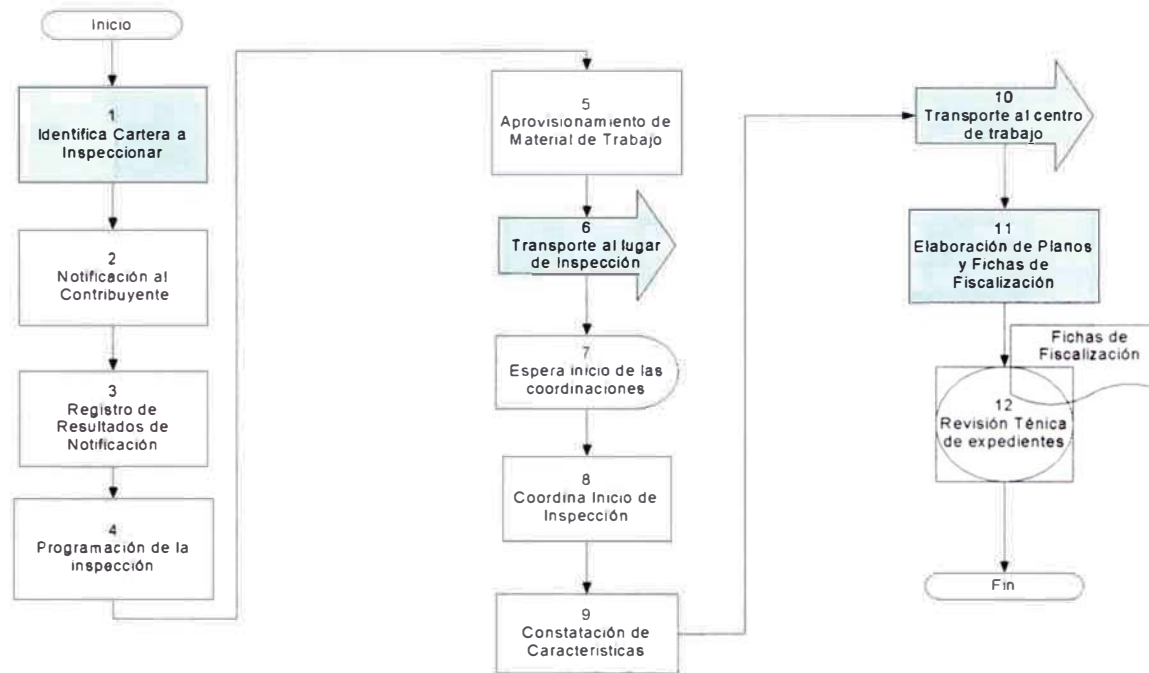 Inicio
1
Identifica Cartera a
Inspeccionar
2
Notificación al
Contribuyente
3
Registro de
Resultados de
Notificación
4
Programación de la
inspección
5
Aprovisionamiento de
Material de Trabajo
6
Transporte al lugar
de Inspección
7
Espera inicio de las
coordinaciones
8
Coordina Inicio de
Inspección
9
Constatación de
Caracteristicas
10
Transporte al centro
de trabajo
11
Elaboración de Planos
y Fichas de
Fiscalización
Fichas de
Fiscalización
12
Revisión Ténica
de expedientes
Fin